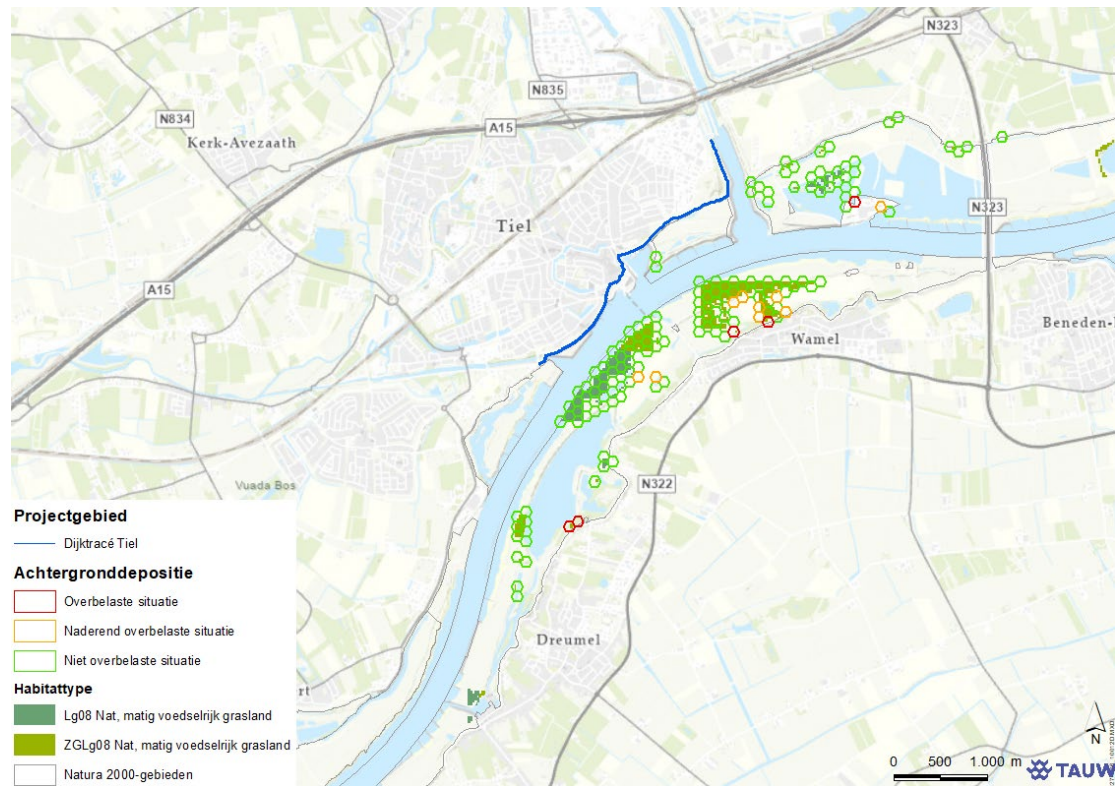 N323
N835
N834
A15
Kerk-Avezaath
Tiel
N323
A15
Wamel
Beneden-
N322
Vuada Bos
Dreumel
Projectgebied
Dijktracé Tiel
Achtergronddepositie
Overbelaste situatie
Naderend overbelaste situatie
Niet overbelaste situatie
Habitattype
Lg08 Nat, matig voedselrijk grasland
ZGLg08 Nat, matig voedselrijk grasland
Natura 2000-gebieden
rt
N
0 500 1.000 m
TAUW